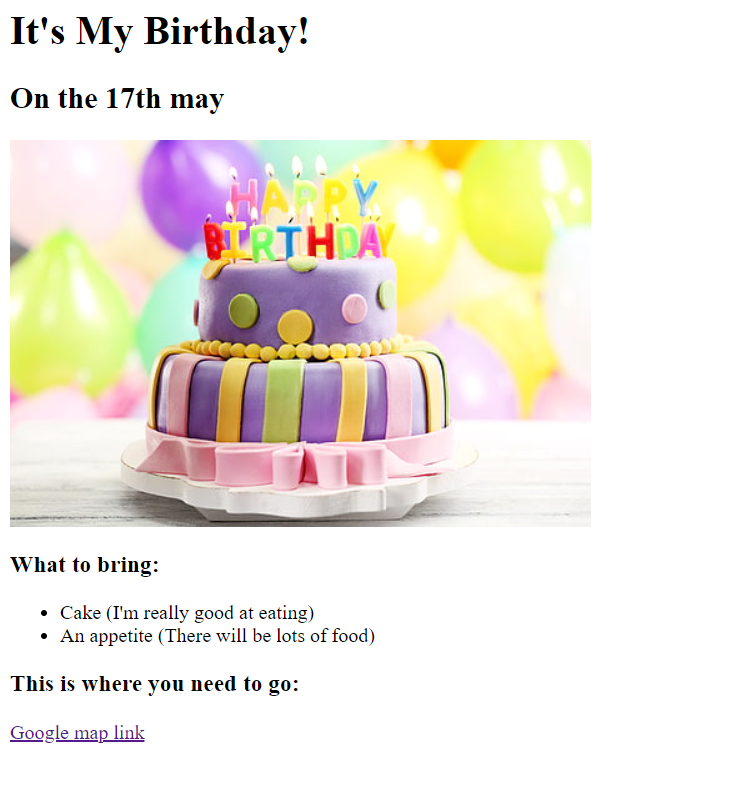 It's My Birthday!
On the 17th may
HAPPY
BIRTHDAY
What to bring:
Cake (I'm really good at eating)
An appetite (There will be lots of food)
This is where you need to go:
Google map link